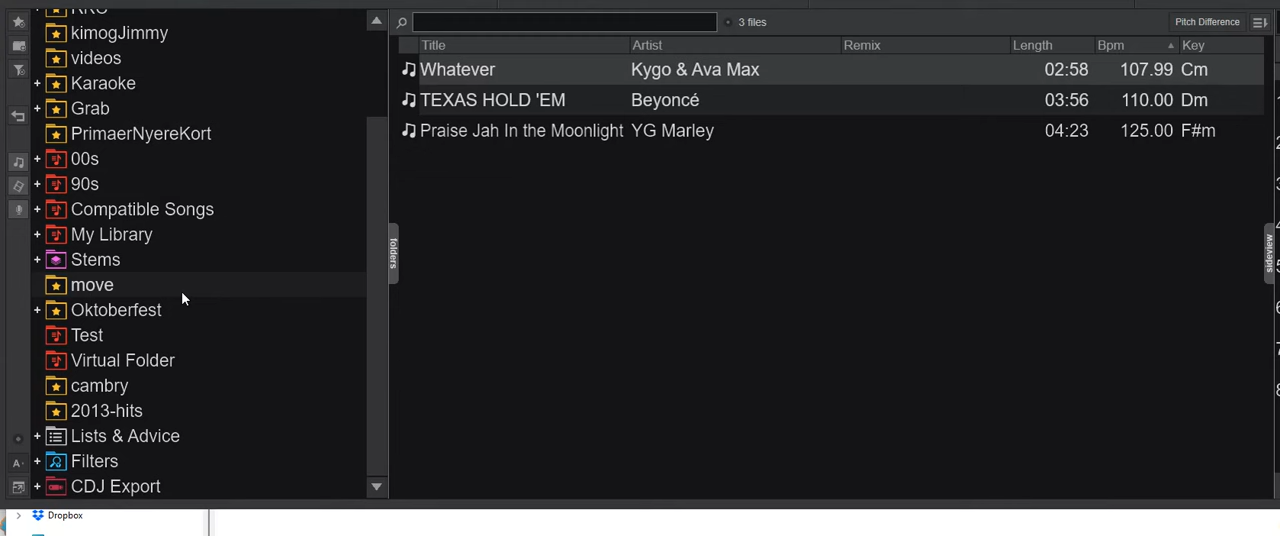 kimogJimmy
videos
+ Karaoke
+ Grab
PrimaerNyereKort
+ 00s
+ 90s
+ Compatible Songs
+ My Library
+ Stems
move
+ Oktoberfest
Test
Virtual Folder
cambry
2013-hits
+ Lists & Advice
+ Filters
+ CDJ Export
Dropbox
folders
3 files
Pitch Difference
Title Artist Remix Length Bpm Key
Whatever Kygo & Ava Max 02:58 107.99 Cm
TEXAS HOLD 'EM Beyoncé 03:56 110.00 Dm
Praise Jah In the Moonlight YG Marley 04:23 125.00 F#m
sideview